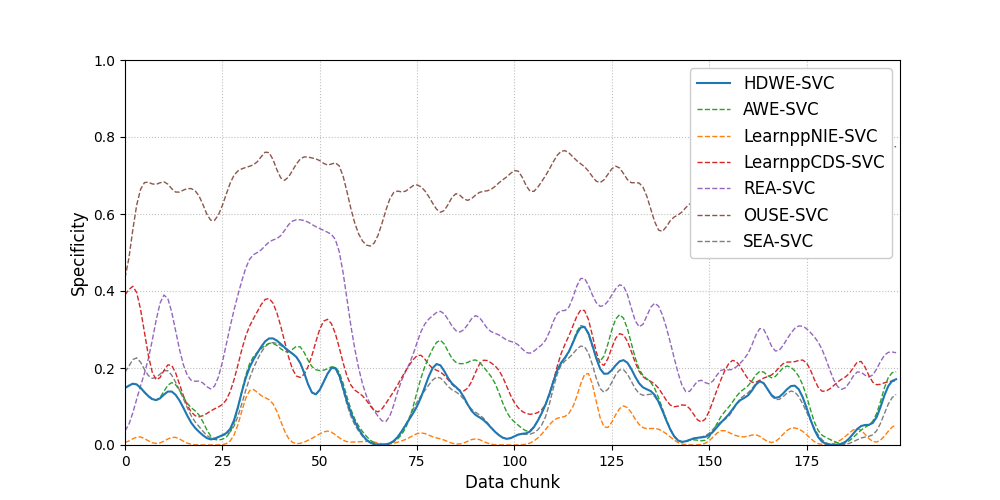 1.0
0.8
0.6
0.4
0.2
0.0
Specificity
HDWE-SVC
AWE-SVC
LearnppNIE-SVC
LearnppCDS-SVC
REA-SVC
OUSE-SVC
SEA-SVC
0 25 50 75 100 125 150 175
Data chunk